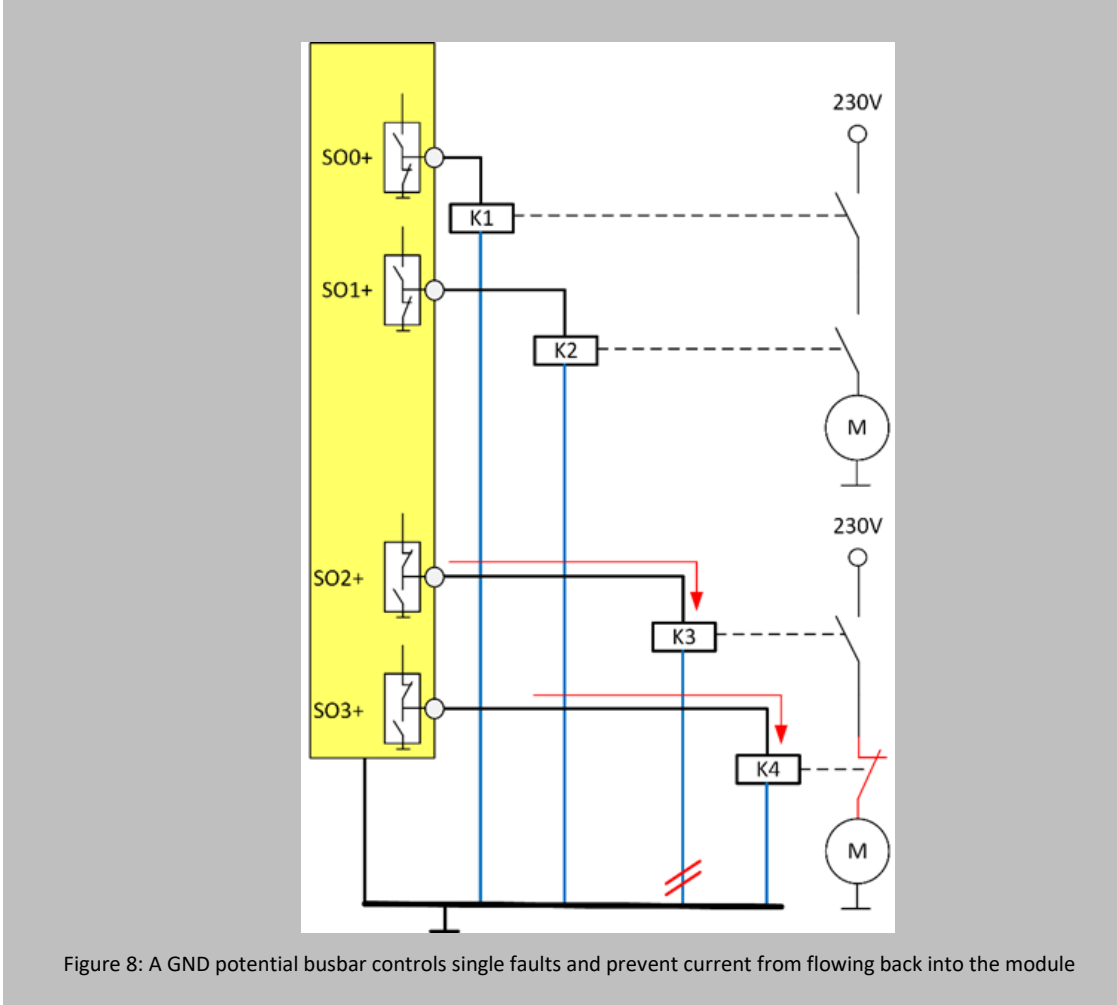 230V
SO0+
K1
SO1+
K2
M
230V
SO2+
K3
SO3+
K4
M
Figure 8: A GND potential busbar controls single faults and prevent current from flowing back into the module